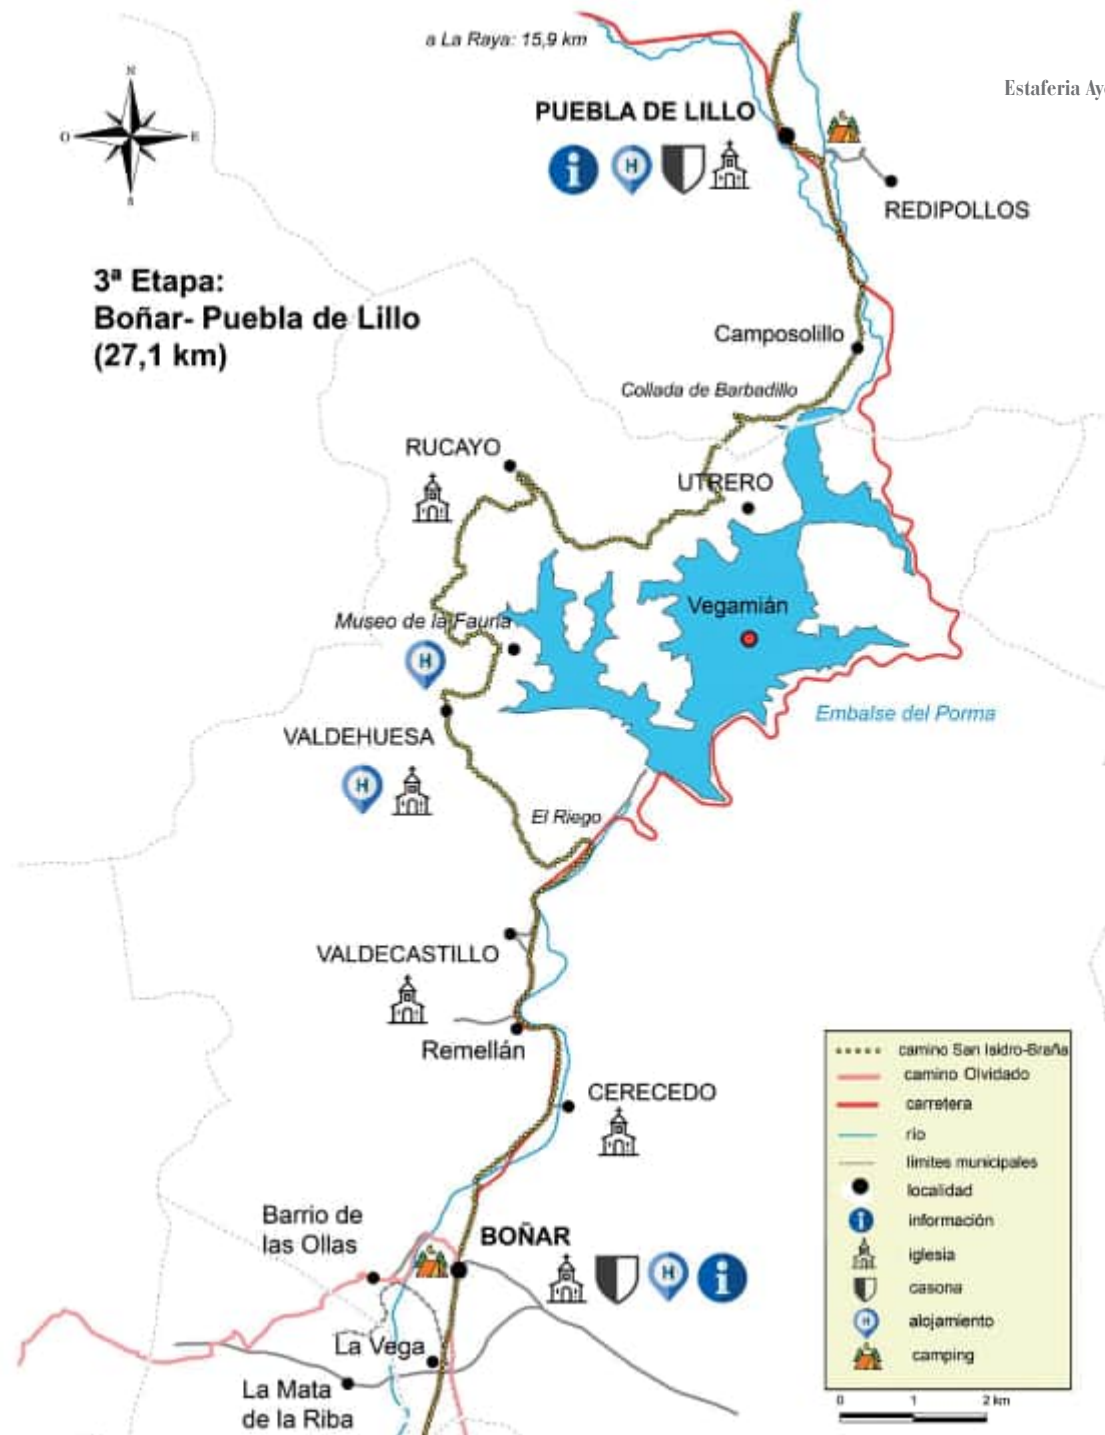 a La Raya: 15,9 km
Estaferia Ay
N
O
E
S
PUEBLA DE LILLO
i
H
REDIPOLLOS
3ª Etapa:
Boñar- Puebla de Lillo
(27,1 km)
Camposolillo
Collada de Barbadillo
RUCAYO
UTRERO
Vegamián
Museo de la Fauna
H
Embalse del Porma
VALDEHUESA
H
El Riego
VALDECASTILLO
Remellán
CERECEDO
Barrio de
las Ollas
BOÑAR
H
i
La Vega
La Mata
de la Riba
camino San Isidro-Braña
camino Olvidado
carretera
río
límites municipales
localidad
i
información
iglesia
casona
H
alojamiento
camping
0 1 2 km